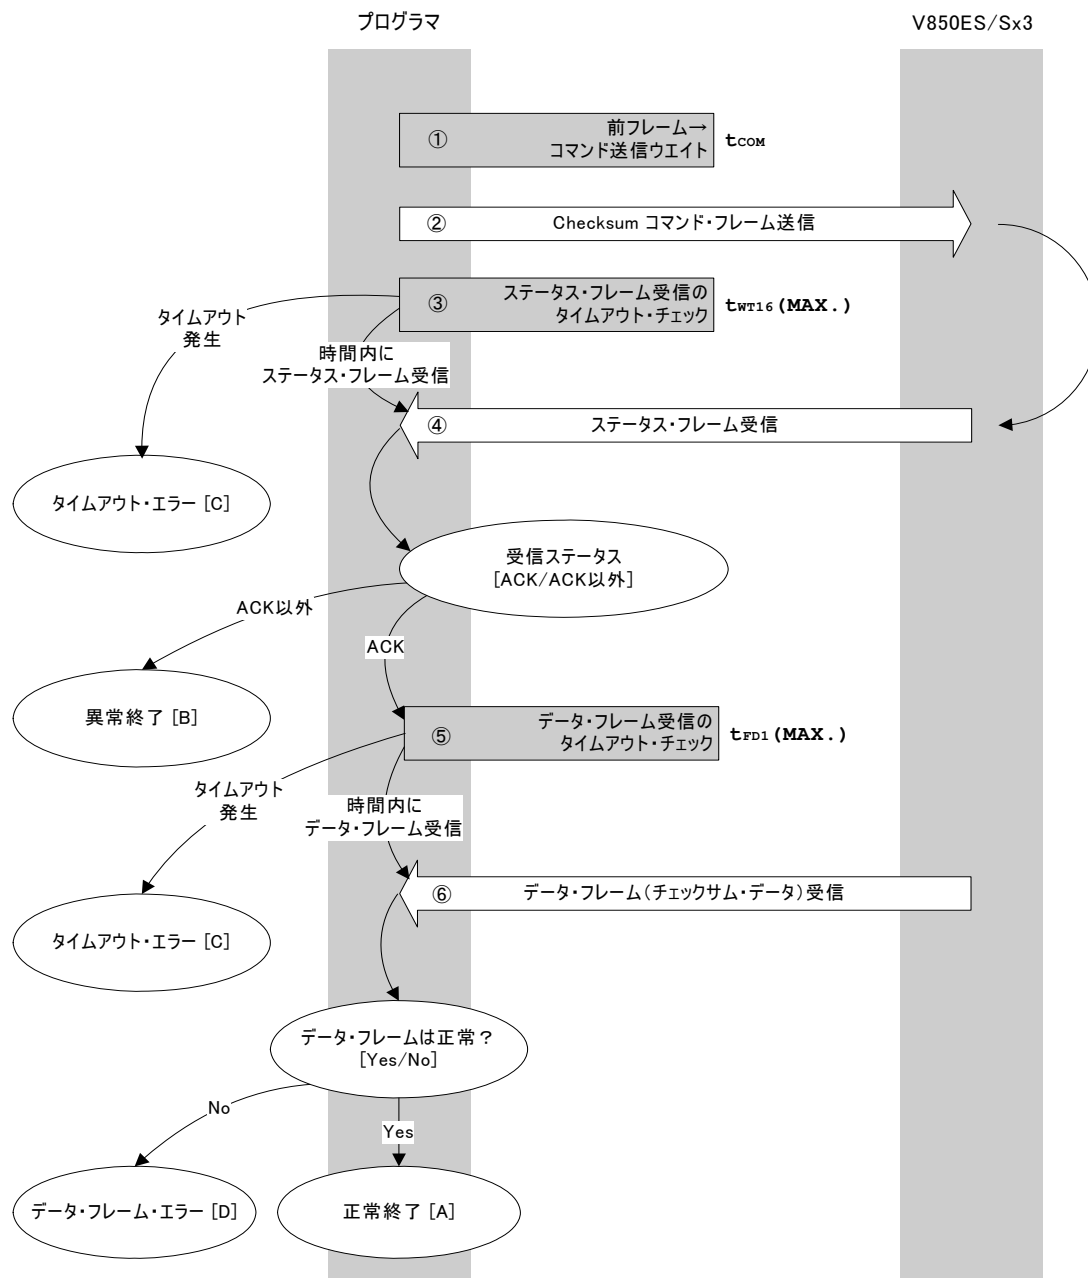 プログラマ
V850ES/Sx3
① 前フレーム→
コマンド送信ウエイト
tCOM
② Checksum コマンド・フレーム送信
③ ステータス・フレーム受信の
タイムアウト・チェック
tWT16(MAX.)
タイムアウト
発生
時間内に
ステータス・フレーム受信
④ ステータス・フレーム受信
タイムアウト・エラー [C]
受信ステータス
[ACK/ACK以外]
ACK以外
ACK
異常終了 [B]
⑤ データ・フレーム受信の
タイムアウト・チェック
tFD1(MAX.)
タイムアウト
発生
時間内に
データ・フレーム受信
⑥ データ・フレーム(チェックサム・データ)受信
タイムアウト・エラー [C]
データ・フレームは正常?
[Yes/No]
No
Yes
データ・フレーム・エラー [D]
正常終了 [A]